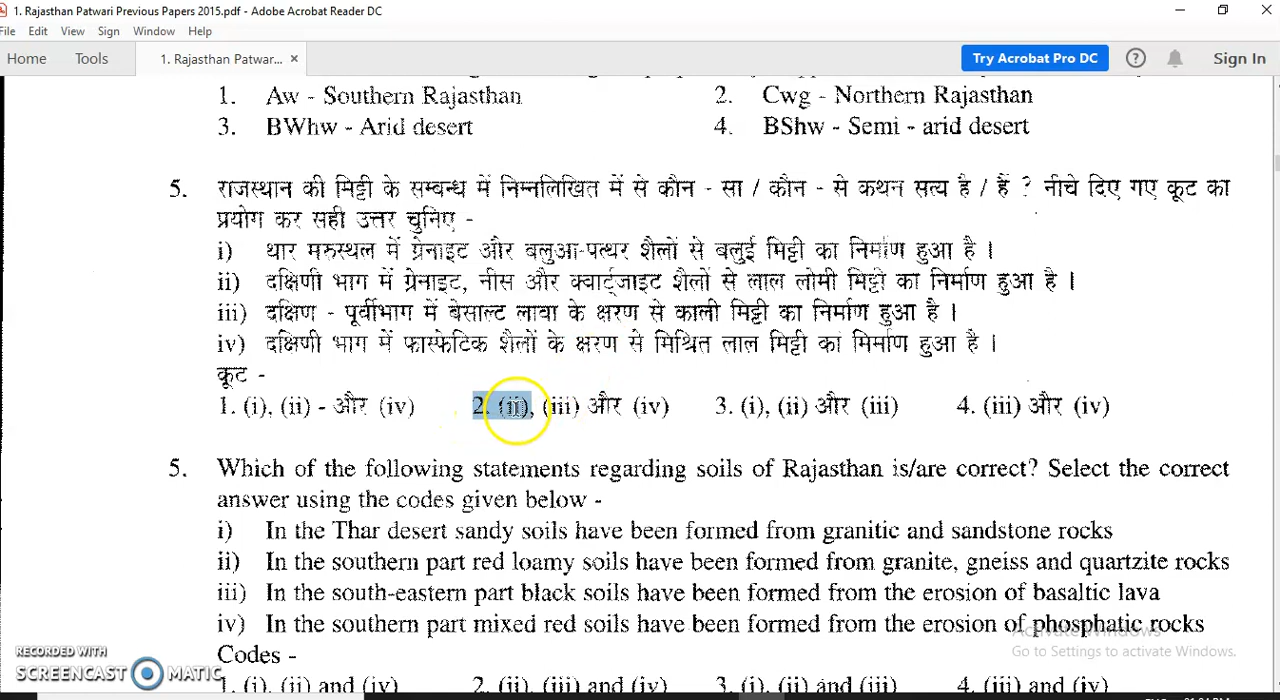 1. Rajasthan Patwari Previous Papers 2015.pdf - Adobe Acrobat Reader DC
File Edit View Sign Window Help
Home Tools 1. Rajasthan Patwar... × Try Acrobat Pro DC Sign In
1. Aw - Southern Rajasthan 2. Cwg - Northern Rajasthan
3. BWhw - Arid desert 4. BShw - Semi - arid desert
5. राजस्थान की मिट्टी के सम्बन्ध में निम्नलिखित में से कौन - सा / कौन - से कथन सत्य है / हैं ? नीचे दिए गए कूट का
प्रयोग कर सही उत्तर चुनिए -
i) थार मरुस्थल में ग्रेनाइट और बलुआ-पत्थर शैलों से बलुई मिट्टी का निर्माण हुआ है ।
ii) दक्षिणी भाग में ग्रेनाइट, नीस और क्वार्ट्जाइट शैलों से लाल लोमी मिट्टी का निर्माण हुआ है ।
iii) दक्षिण - पूर्वीभाग में बेसाल्ट लावा के क्षरण से काली मिट्टी का निर्माण हुआ है ।
iv) दक्षिणी भाग में फास्फेटिक शैलों के क्षरण से मिश्रित लाल मिट्टी का मिर्माण हुआ है ।
कूट -
1. (i), (ii) - और (iv) 2. (ii), (iii) और (iv) 3. (i), (ii) और (iii) 4. (iii) और (iv)
5. Which of the following statements regarding soils of Rajasthan is/are correct? Select the correct
answer using the codes given below -
i) In the Thar desert sandy soils have been formed from granitic and sandstone rocks
ii) In the southern part red loamy soils have been formed from granite, gneiss and quartzite rocks
iii) In the south-eastern part black soils have been formed from the erosion of basaltic lava
iv) In the southern part mixed red soils have been formed from the erosion of phosphatic rocks
Activate Windows
Go to Settings to activate Windows.
Codes -
RECORDED WITH
SCREENCAST MATIC
1. (i), (ii) and (iv) 2. (ii), (iii) and (iv) 3. (i), (ii) and (iii) 4. (iii) and (iv)